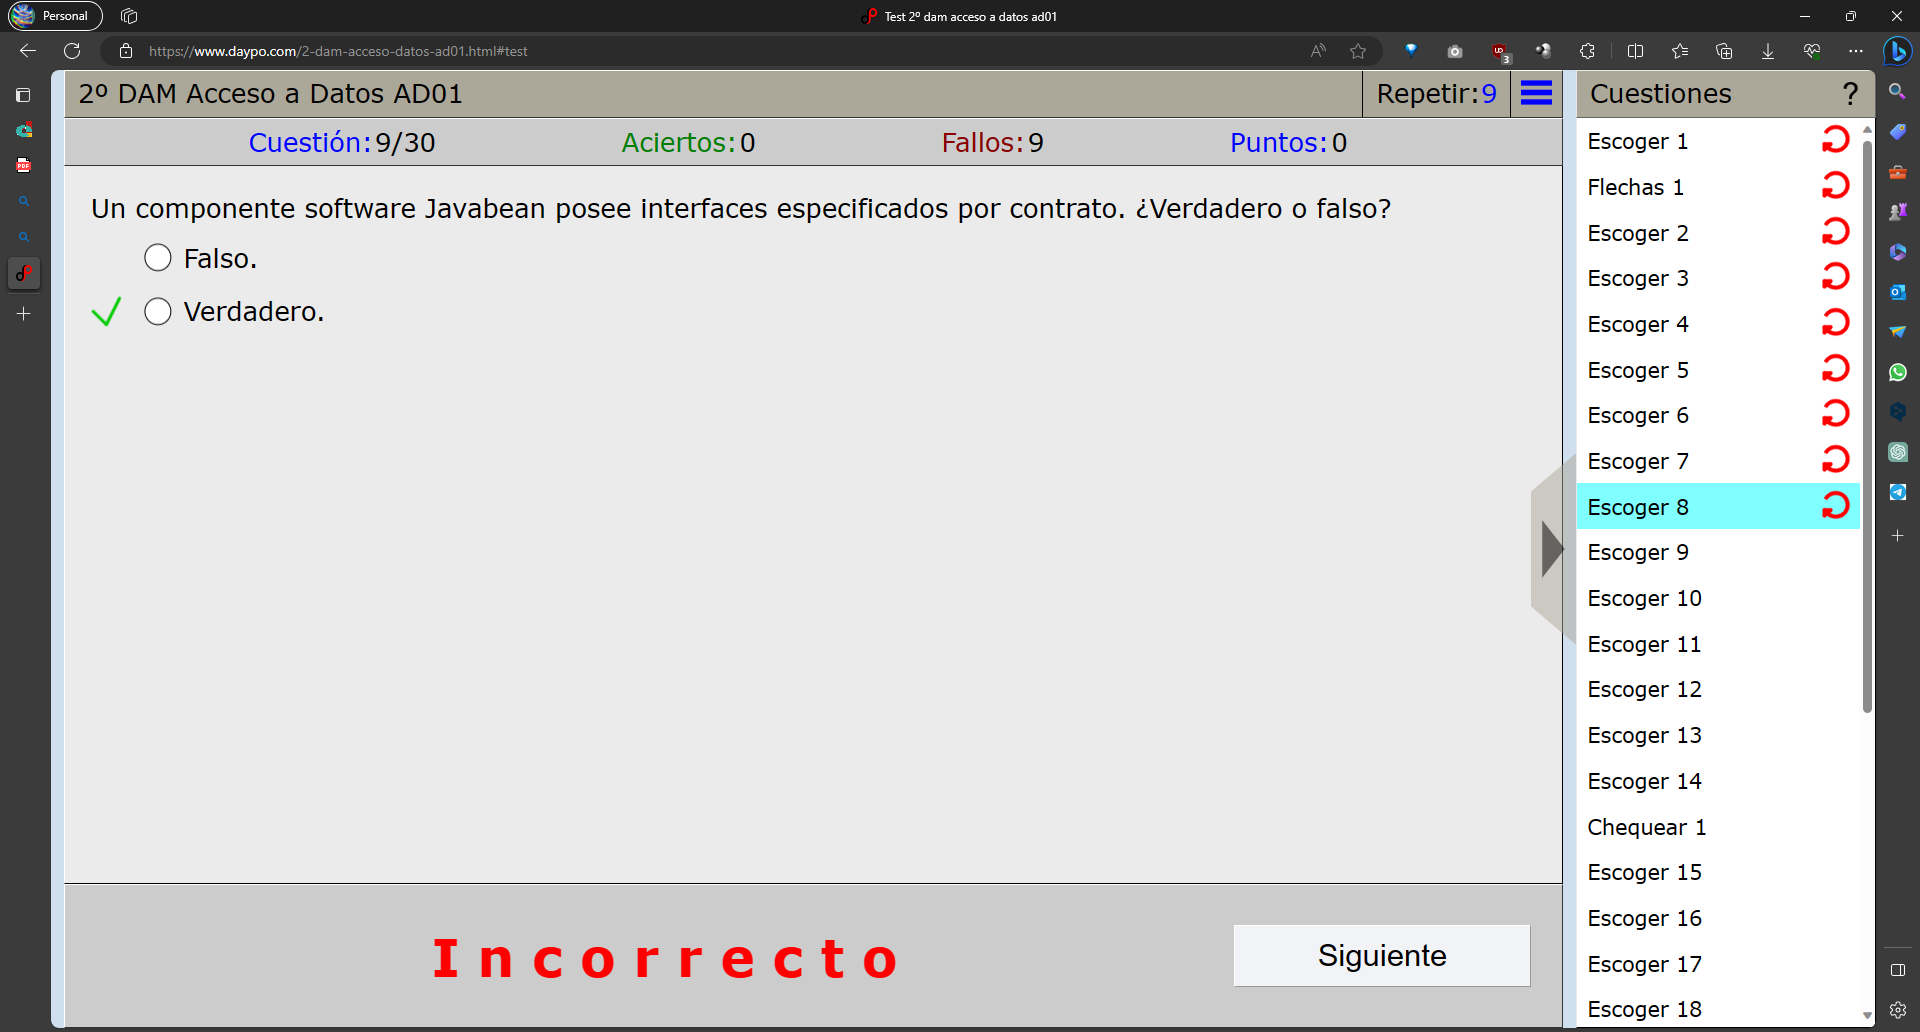 Personal
Test 2º dam acceso a datos ad01
https://www.daypo.com/2-dam-acceso-datos-ad01.html#test
3
2º DAM Acceso a Datos AD01
Repetir:9
Cuestiones
?
Cuestión:9/30
Aciertos:0
Fallos:9
Puntos:0
Un componente software Javabean posee interfaces especificados por contrato. ¿Verdadero o falso?
Falso.
Verdadero.
Incorrecto
Siguiente
Escoger 1
Flechas 1
Escoger 2
Escoger 3
Escoger 4
Escoger 5
Escoger 6
Escoger 7
Escoger 8
Escoger 9
Escoger 10
Escoger 11
Escoger 12
Escoger 13
Escoger 14
Chequear 1
Escoger 15
Escoger 16
Escoger 17
Escoger 18